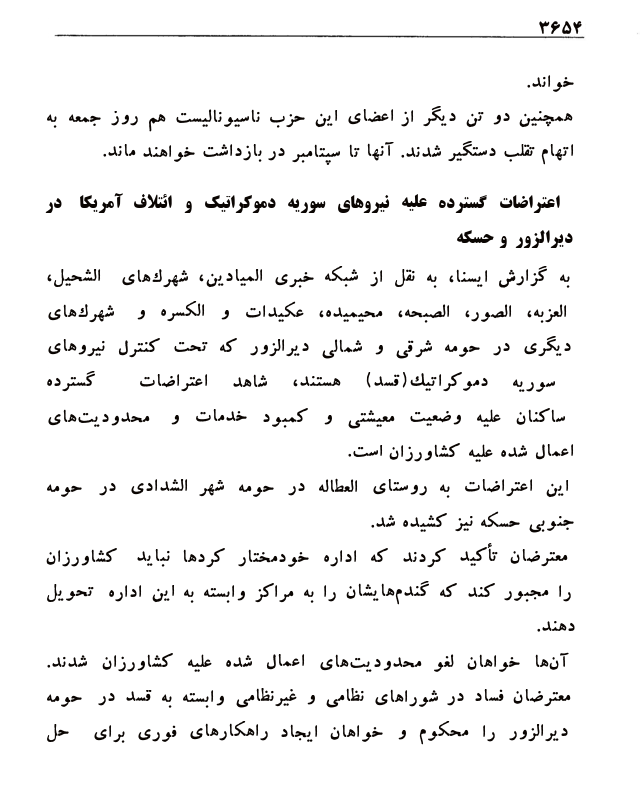 ۳۶۵۴
خواند.
همچنین دو تن دیگر از اعضای این حزب ناسیونالیست هم روز جمعه به
اتهام تقلب دستگیر شدند. آنها تا سپتامبر در بازداشت خواهند ماند.
اعتراضات گسترده علیه نیروهای سوریه دموکراتیک و ائتلاف آمریکا در
دیرالزور و حسکه
به گزارش ایسنا، به نقل از شبکه خبری المیادین، شهرك‌های الشحیل،
العزبه، الصور، الصبحه، محیمیده، عکیدات و الکسره و شهرك‌های
دیگری در حومه شرقی و شمالی دیرالزور که تحت کنترل نیروهای
سوریه دموکراتیك(قسد) هستند، شاهد اعتراضات گسترده
ساکنان علیه وضعیت معیشتی و کمبود خدمات و محدودیت‌های
اعمال شده علیه کشاورزان است.
این اعتراضات به روستای العطاله در حومه شهر الشدادی در حومه
جنوبی حسکه نیز کشیده شد.
معترضان تأکید کردند که اداره خودمختار کردها نباید کشاورزان
را مجبور کند که گندم‌هایشان را به مراکز وابسته به این اداره تحویل
دهند.
آن‌ها خواهان لغو محدودیت‌های اعمال شده علیه کشاورزان شدند.
معترضان فساد در شوراهای نظامی و غیرنظامی وابسته به قسد در حومه
دیرالزور را محکوم و خواهان ایجاد راهکارهای فوری برای حل